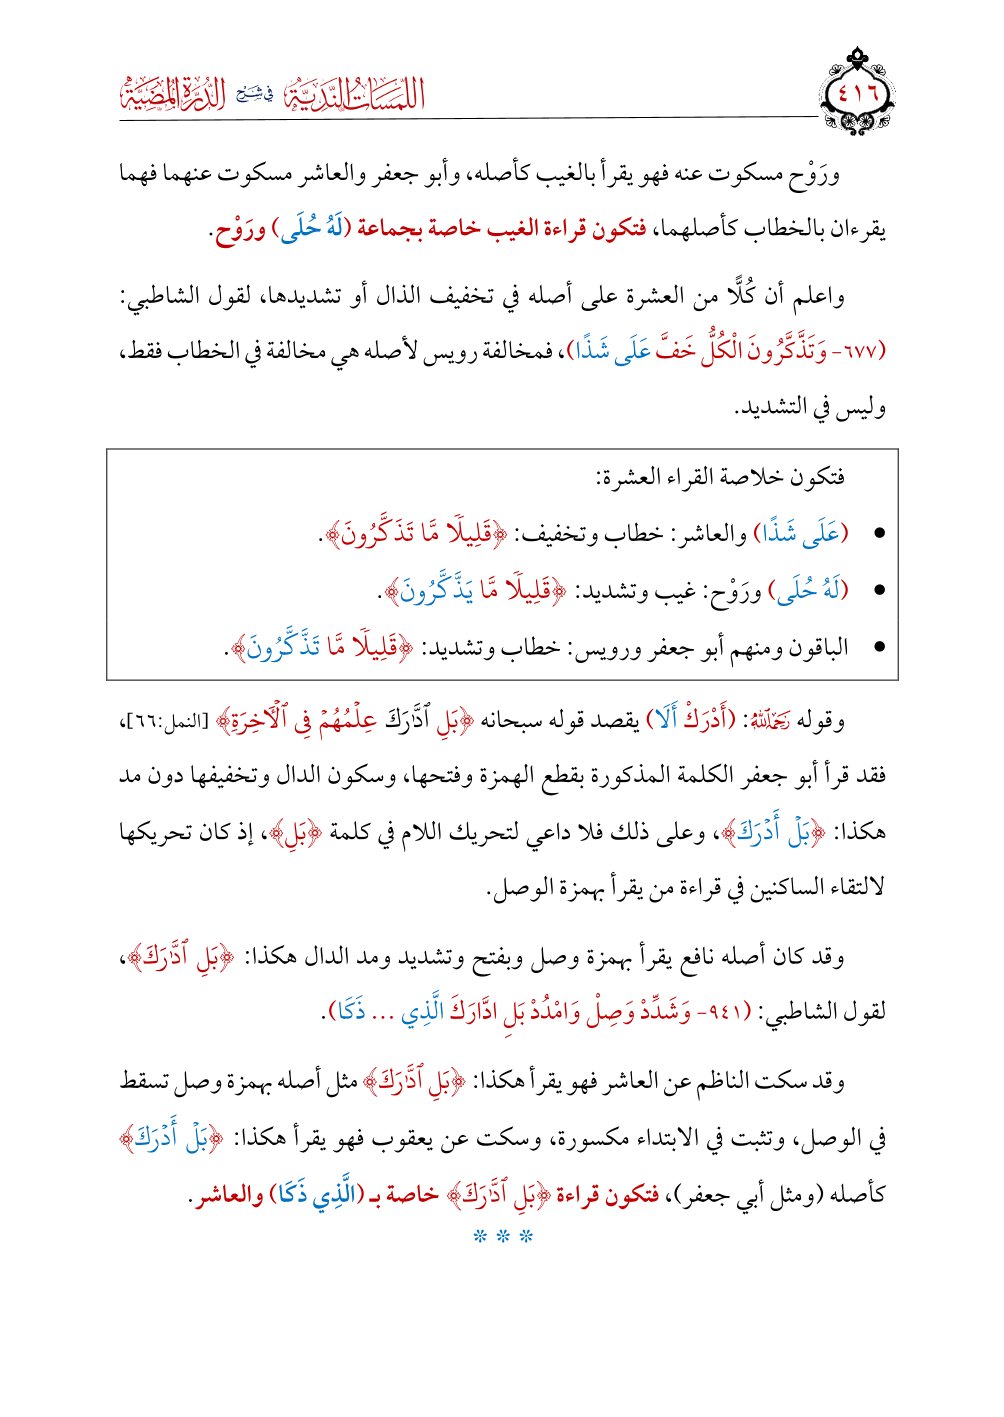 ٤١٦
اللمسات الندية في شرح الدرة المضية
ورَوْح مسكوت عنه فهو يقرأ بالغيب كأصله، وأبو جعفر والعاشر مسكوت عنهما فهما
يقرءان بالخطاب كأصلهما، فتكون قراءة الغيب خاصة بجماعة (لَهُ حُلَى) ورَوْح.
واعلم أن كُلًّا من العشرة على أصله في تخفيف الذال أو تشديدها، لقول الشاطبي:
(٦٧٧- وَتَذَّكَّرُونَ الْكُلُّ خَفَّ عَلَى شَذًا)، فمخالفة رويس لأصله هي مخالفة في الخطاب فقط،
وليس في التشديد.
فتكون خلاصة القراء العشرة:
• (عَلَى شَذًا) والعاشر: خطاب وتخفيف: ﴿قَلِيلٗا مَّا تَذَكَّرُونَ﴾.
• (لَهُ حُلَى) ورَوْح: غيب وتشديد: ﴿قَلِيلٗا مَّا يَذَّكَّرُونَ﴾.
• الباقون ومنهم أبو جعفر ورويس: خطاب وتشديد: ﴿قَلِيلٗا مَّا تَذَّكَّرُونَ﴾.
وقوله رحمه الله: (أَدْرَكْ أَلَا) يقصد قوله سبحانه ﴿بَلِ ٱدَّٰرَكَ عِلۡمُهُمۡ فِي ٱلۡأٓخِرَةِ﴾ [النمل:٦٦]،
فقد قرأ أبو جعفر الكلمة المذكورة بقطع الهمزة وفتحها، وسكون الدال وتخفيفها دون مد
هكذا: ﴿بَلۡ أَدۡرَكَ﴾، وعلى ذلك فلا داعي لتحريك اللام في كلمة ﴿بَلِ﴾، إذ كان تحريكها
لالتقاء الساكنين في قراءة من يقرأ بهمزة الوصل.
وقد كان أصله نافع يقرأ بهمزة وصل وبفتح وتشديد ومد الدال هكذا: ﴿بَلِ ٱدَّٰرَكَ﴾،
لقول الشاطبي: (٩٤١- وَشَدِّدْ وَصِلْ وَامْدُدْ بَلِ ادَّارَكَ الَّذِي ... ذَكَا).
وقد سكت الناظم عن العاشر فهو يقرأ هكذا: ﴿بَلِ ٱدَّٰرَكَ﴾ مثل أصله بهمزة وصل تسقط
في الوصل، وتثبت في الابتداء مكسورة، وسكت عن يعقوب فهو يقرأ هكذا: ﴿بَلۡ أَدۡرَكَ﴾
كأصله (ومثل أبي جعفر)، فتكون قراءة ﴿بَلِ ٱدَّٰرَكَ﴾ خاصة بـ (الَّذِي ذَكَا) والعاشر.
* * *